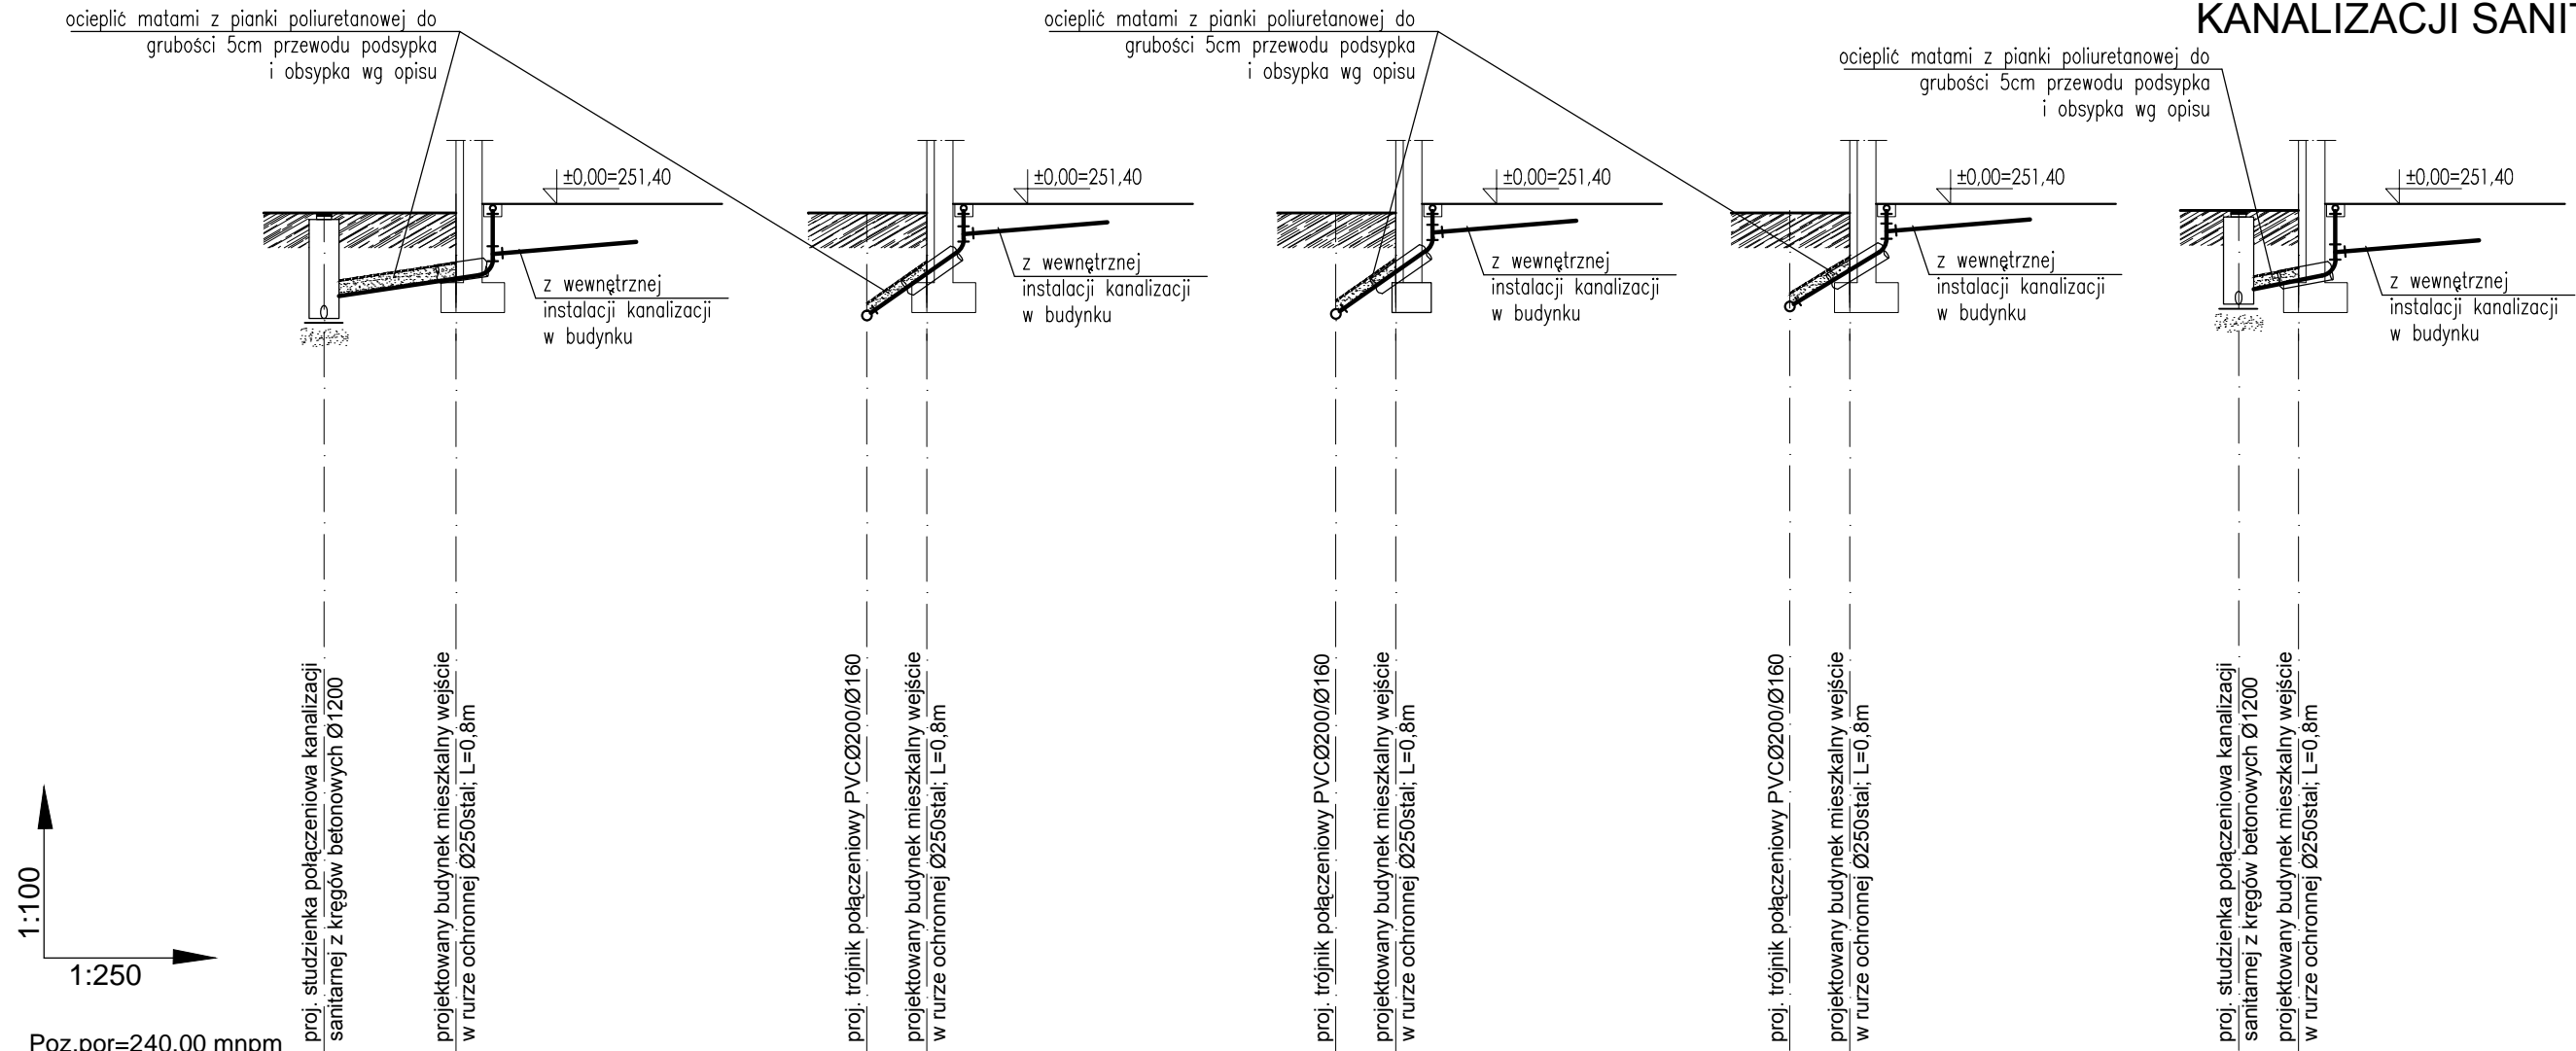 KANALIZACJI SANIT
ocieplić matami z pianki poliuretanowej do
grubości 5cm przewodu podsypka
i obsypka wg opisu
ocieplić matami z pianki poliuretanowej do
grubości 5cm przewodu podsypka
i obsypka wg opisu
ocieplić matami z pianki poliuretanowej do
grubości 5cm przewodu podsypka
i obsypka wg opisu
±0,00=251,40
±0,00=251,40
±0,00=251,40
±0,00=251,40
±0,00=251,40
z wewnętrznej
instalacji kanalizacji
w budynku
z wewnętrznej
instalacji kanalizacji
w budynku
z wewnętrznej
instalacji kanalizacji
w budynku
z wewnętrznej
instalacji kanalizacji
w budynku
z wewnętrznej
instalacji kanalizacji
w budynku
proj. studzienka połączeniowa kanalizacji
sanitarnej z kręgów betonowych Ø1200
projektowany budynek mieszkalny wejście
w rurze ochronnej Ø250stal; L=0,8m
proj. trójnik połączeniowy PVCØ200/Ø160
projektowany budynek mieszkalny wejście
w rurze ochronnej Ø250stal; L=0,8m
proj. trójnik połączeniowy PVCØ200/Ø160
projektowany budynek mieszkalny wejście
w rurze ochronnej Ø250stal; L=0,8m
proj. trójnik połączeniowy PVCØ200/Ø160
projektowany budynek mieszkalny wejście
w rurze ochronnej Ø250stal; L=0,8m
proj. studzienka połączeniowa kanalizacji
sanitarnej z kręgów betonowych Ø1200
projektowany budynek mieszkalny wejście
w rurze ochronnej Ø250stal; L=0,8m
1:100
1:250
Poz.por=240.00 mnpm